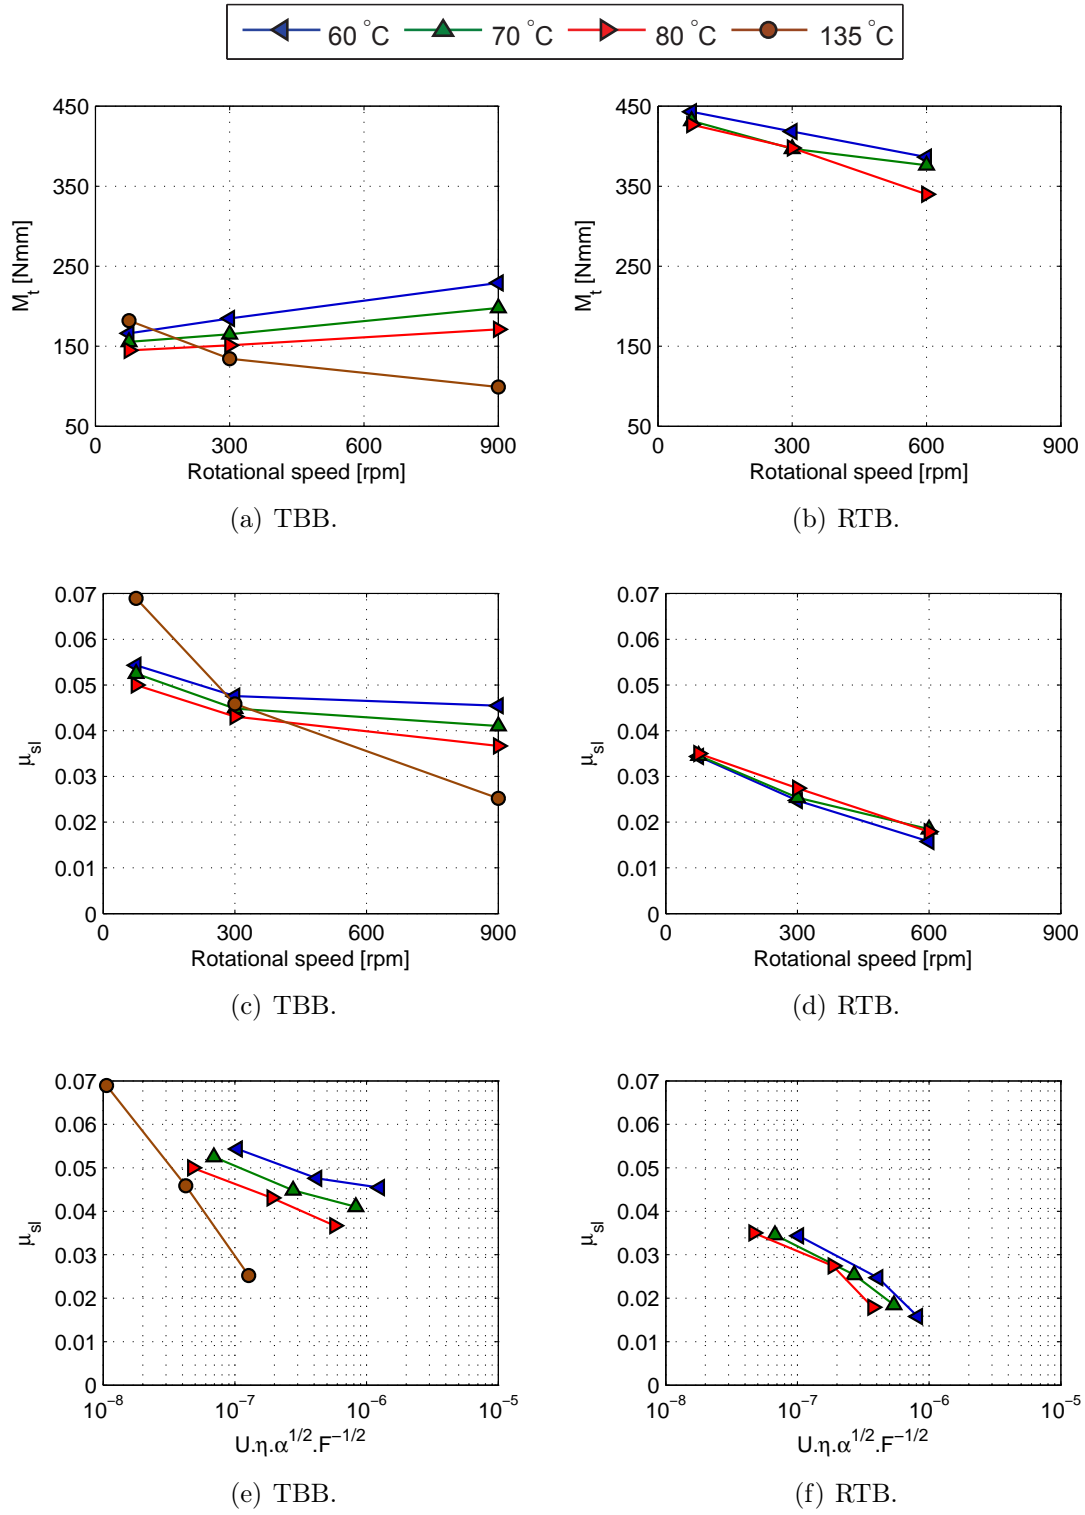 60 °C 70 °C 80 °C 135 °C
450 450
350 350
250 250
150 150
50 50
M_t [Nmm] M_t [Nmm]
0 300 600 900 0 300 600 900
Rotational speed [rpm] Rotational speed [rpm]
(a) TBB. (b) RTB.
0.07 0.07
0.06 0.06
0.05 0.05
0.04 0.04
0.03 0.03
0.02 0.02
0.01 0.01
0 0
μ_sl μ_sl
0 300 600 900 0 300 600 900
Rotational speed [rpm] Rotational speed [rpm]
(c) TBB. (d) RTB.
0.07 0.07
0.06 0.06
0.05 0.05
0.04 0.04
0.03 0.03
0.02 0.02
0.01 0.01
0 0
μ_sl μ_sl
10^−8 10^−7 10^−6 10^−5 10^−8 10^−7 10^−6 10^−5
U.η.α^1/2.F^−1/2 U.η.α^1/2.F^−1/2
(e) TBB. (f) RTB.